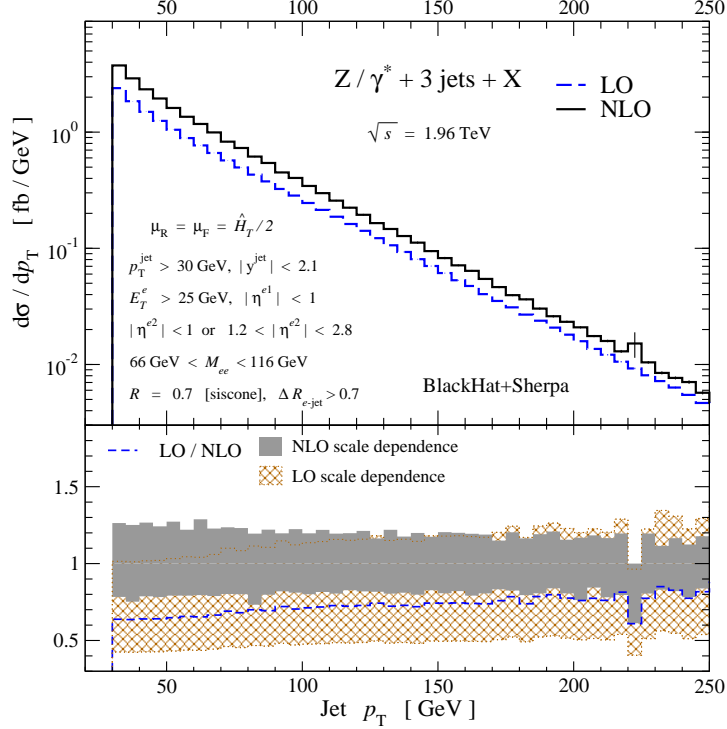 50 100 150 200 250
Z / γ* + 3 jets + X
LO
NLO
√s = 1.96 TeV
dσ / dp_T [ fb / GeV ]
10^0
10^-1
10^-2
μ_R = μ_F = Ĥ_T / 2
p_T^jet > 30 GeV, | y^jet | < 2.1
E_T^e > 25 GeV, | η^e1 | < 1
| η^e2 | < 1 or 1.2 < | η^e2 | < 2.8
66 GeV < M_ee < 116 GeV
R = 0.7 [siscone], Δ R_e-jet > 0.7
BlackHat+Sherpa
LO / NLO
NLO scale dependence
LO scale dependence
1.5
1
0.5
50 100 150 200 250
Jet p_T [ GeV ]